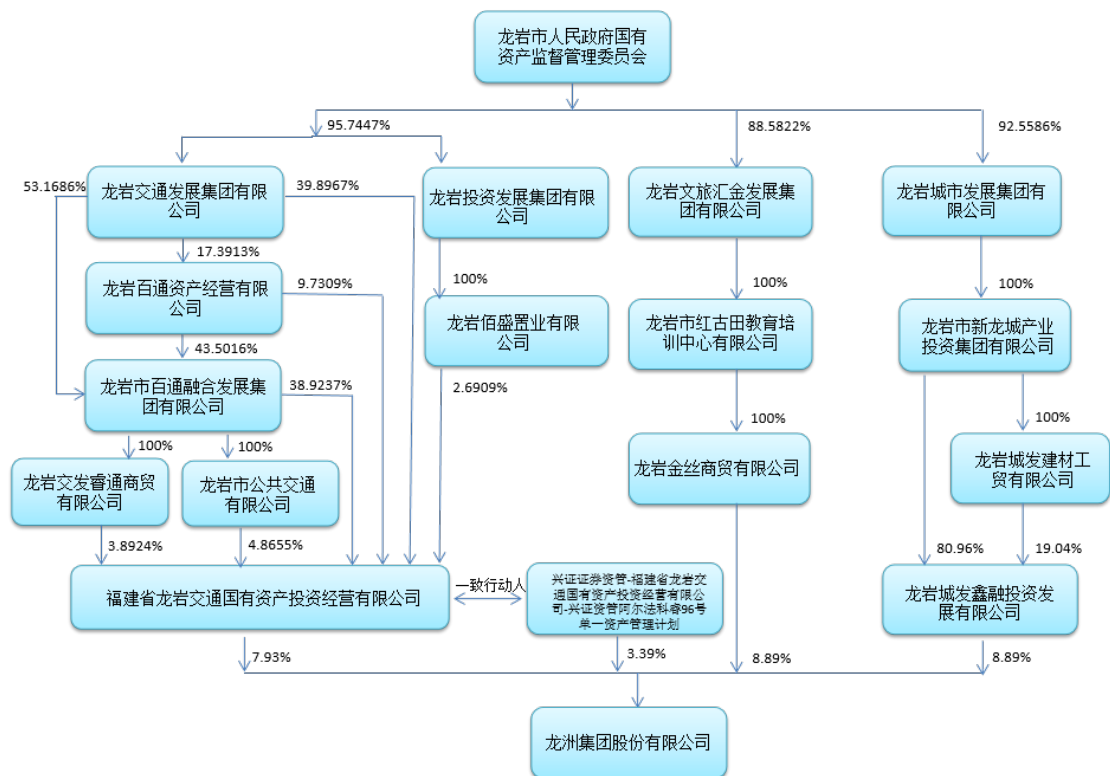 龙岩市人民政府国有
资产监督管理委员会
95.7447%
88.5822%
92.5586%
53.1686%
龙岩交通发展集团有限
公司
39.8967%
龙岩投资发展集团有限
公司
龙岩文旅汇金发展集
团有限公司
龙岩城市发展集团有
限公司
17.3913%
100%
100%
100%
龙岩百通资产经营有限
公司
9.7309%
龙岩佰盛置业有限
公司
龙岩市红古田教育培
训中心有限公司
龙岩市新龙城产业
投资集团有限公司
43.5016%
龙岩市百通融合发展集
团有限公司
38.9237%
2.6909%
100%
100%
100%
100%
龙岩交发睿通商贸
有限公司
龙岩市公共交通
有限公司
龙岩金丝商贸有限公司
龙岩城发建材工
贸有限公司
3.8924%
4.8655%
80.96%
19.04%
福建省龙岩交通国有资产投资经营有限公司
一致行动人
兴证证券资管-福建省龙岩交
通国有资产投资经营有限公
司-兴证资管阿尔法科睿96号
单一资产管理计划
龙岩城发鑫融投资发
展有限公司
7.93%
3.39%
8.89%
8.89%
龙洲集团股份有限公司